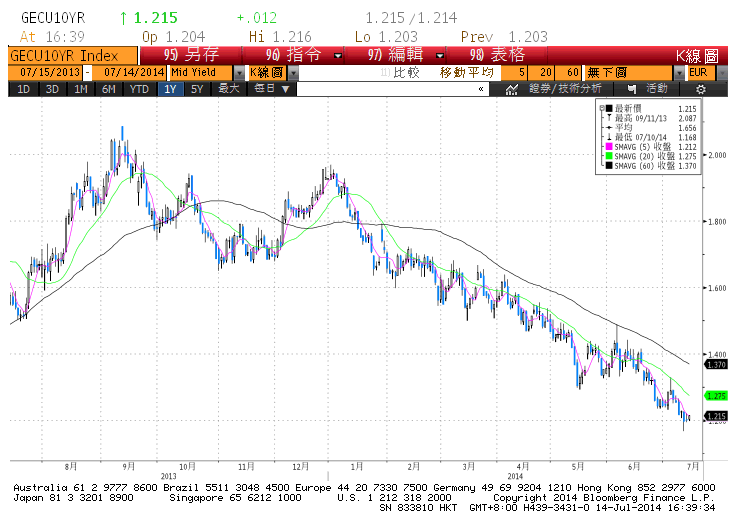 GECU10YR ↑ 1.215 +.012 1.215 / 1.214
At 16:39 Op 1.204 Hi 1.216 Lo 1.203 Prev 1.203
GECU10YR Index 95) 另存 96) 指令 97) 編輯 98) 表格 K線圖
07/15/2013 - 07/14/2014 Mid Yield K線圖 比較 移動平均 5 20 60 無下圖 EUR
1D 3D 1M 6M YTD 1Y 5Y 最大 每日 ▼ « 證券/技術分析 活動
最新價 1.215
最高 09/11/13 2.087
平均 1.656
最低 07/10/14 1.168
SMAVG (5) 收盤 1.212
SMAVG (20) 收盤 1.275
SMAVG (60) 收盤 1.370
2.000
1.800
1.600
1.400
1.370
1.275
1.215
1.200
8月 9月 10月 11月 12月 1月 2月 3月 4月 5月 6月 7月
2013 2014
Australia 61 2 9777 8600 Brazil 5511 3048 4500 Europe 44 20 7330 7500 Germany 49 69 9204 1210 Hong Kong 852 2977 6000
Japan 81 3 3201 8900 Singapore 65 6212 1000 U.S. 1 212 318 2000 Copyright 2014 Bloomberg Finance L.P.
SN 833810 HKT GMT+8:00 H439-3431-0 14-Jul-2014 16:39:34